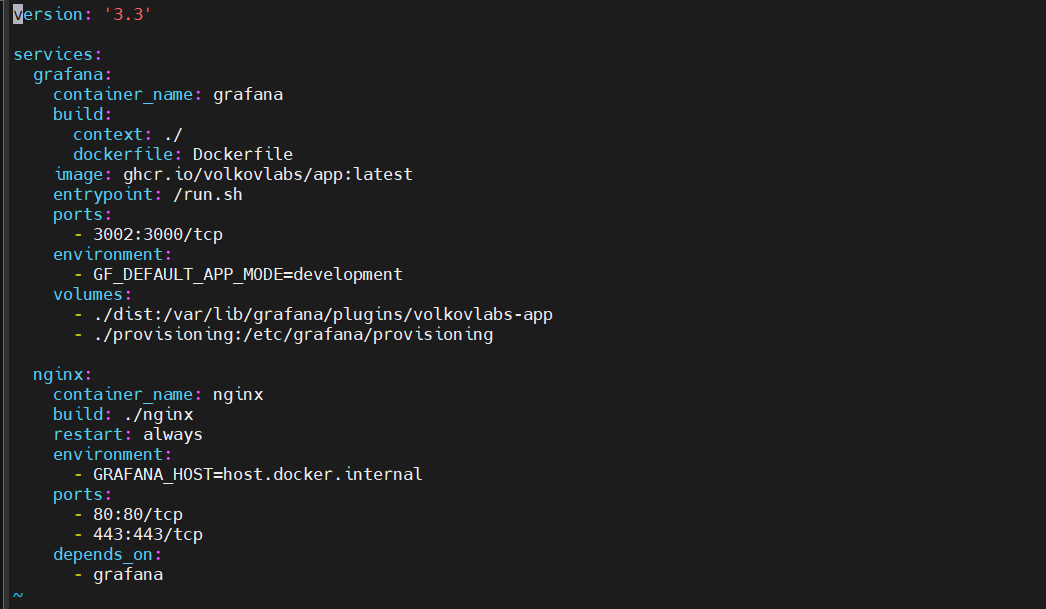 version: '3.3'

services:
  grafana:
    container_name: grafana
    build:
      context: ./
      dockerfile: Dockerfile
    image: ghcr.io/volkovlabs/app:latest
    entrypoint: /run.sh
    ports:
      - 3002:3000/tcp
    environment:
      - GF_DEFAULT_APP_MODE=development
    volumes:
      - ./dist:/var/lib/grafana/plugins/volkovlabs-app
      - ./provisioning:/etc/grafana/provisioning

  nginx:
    container_name: nginx
    build: ./nginx
    restart: always
    environment:
      - GRAFANA_HOST=host.docker.internal
    ports:
      - 80:80/tcp
      - 443:443/tcp
    depends_on:
      - grafana
~